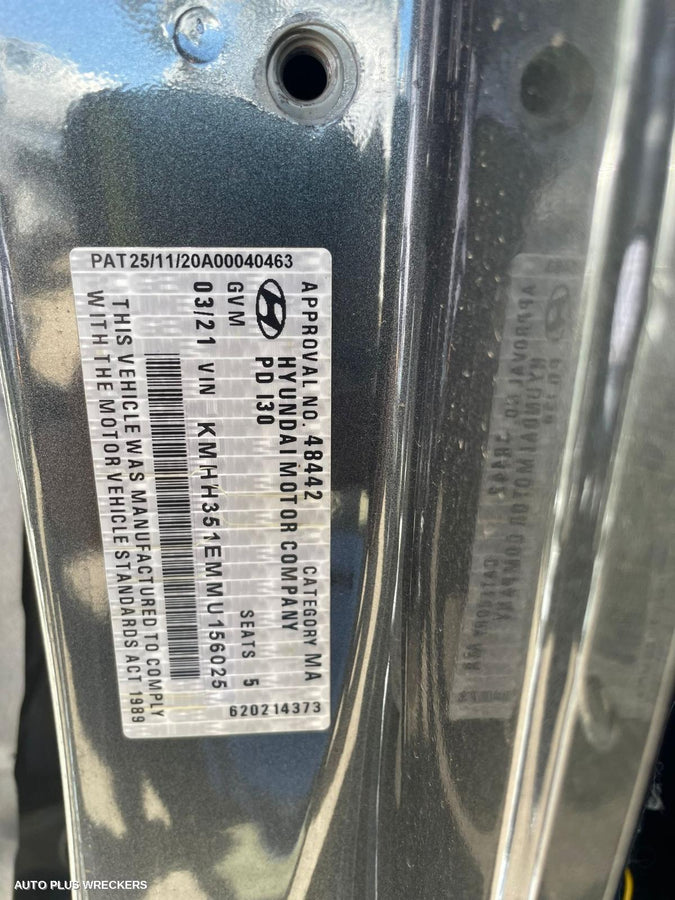 PAT25/11/20A00040463
APPROVAL NO. 48442 CATEGORY MA
HYUNDAI MOTOR COMPANY
PD I30
GVM SEATS 5
03/21 VIN KMHH351EMMU156025
THIS VEHICLE WAS MANUFACTURED TO COMPLY
WITH THE MOTOR VEHICLE STANDARDS ACT 1989
620214373
AUTO PLUS WRECKERS